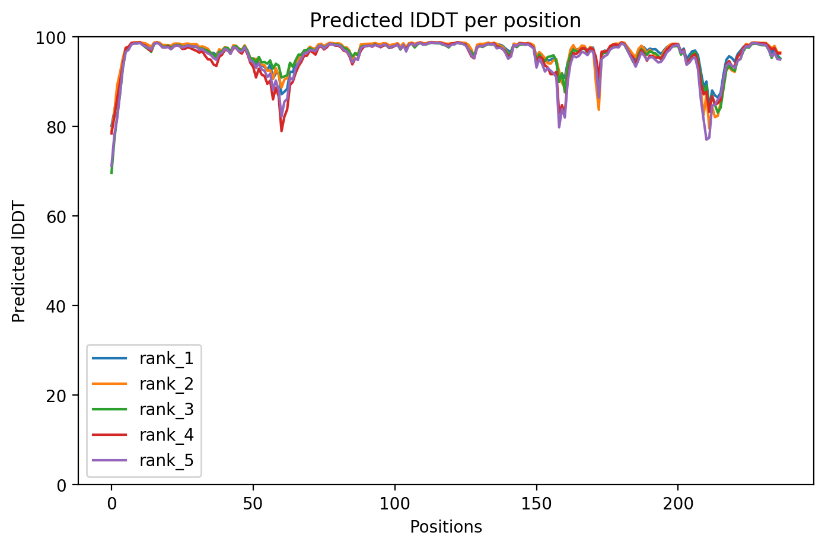 Predicted lDDT per position
Predicted lDDT
100
80
60
40
20
0
rank_1
rank_2
rank_3
rank_4
rank_5
0 50 100 150 200
Positions